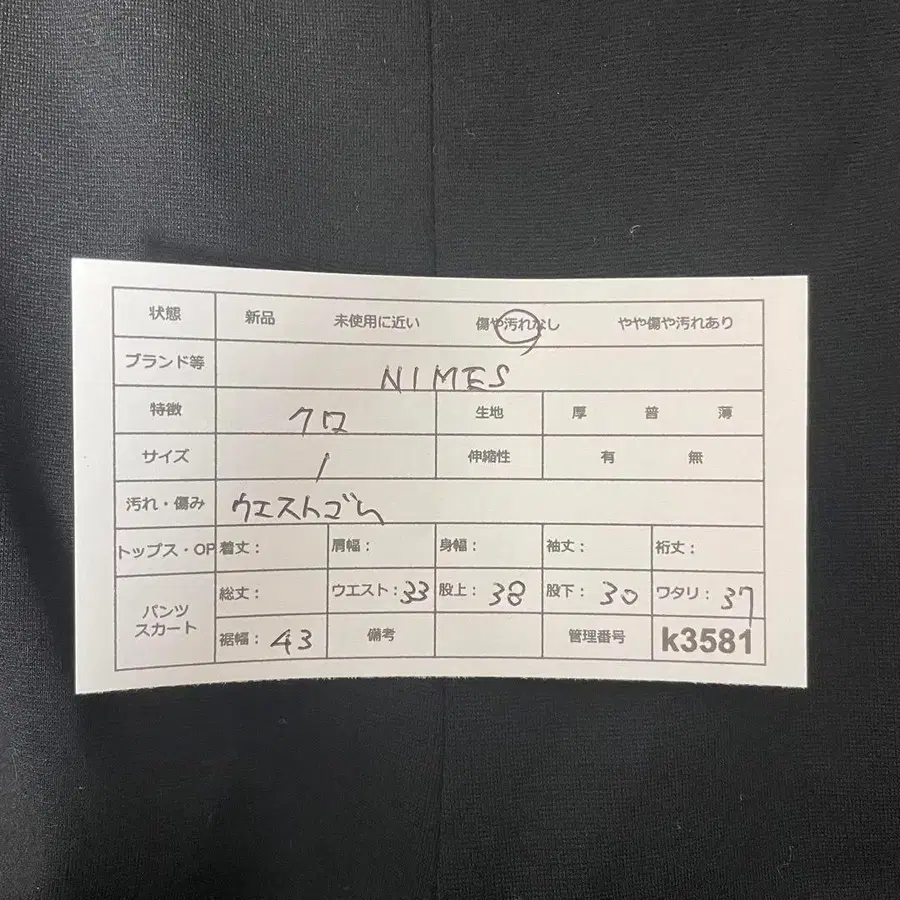 状態 新品 未使用に近い 傷や汚れなし やや傷や汚れあり
ブランド等 NIMES
特徴 クロ 生地 厚 普 薄
サイズ / 伸縮性 有 無
汚れ・傷み ウエストゴム
トップス・OP 着丈： 肩幅： 身幅： 袖丈： 裄丈：
パンツ スカート
総丈： ウエスト：33 股上：38 股下：30 ワタリ：37
裾幅：43 備考 管理番号 k3581